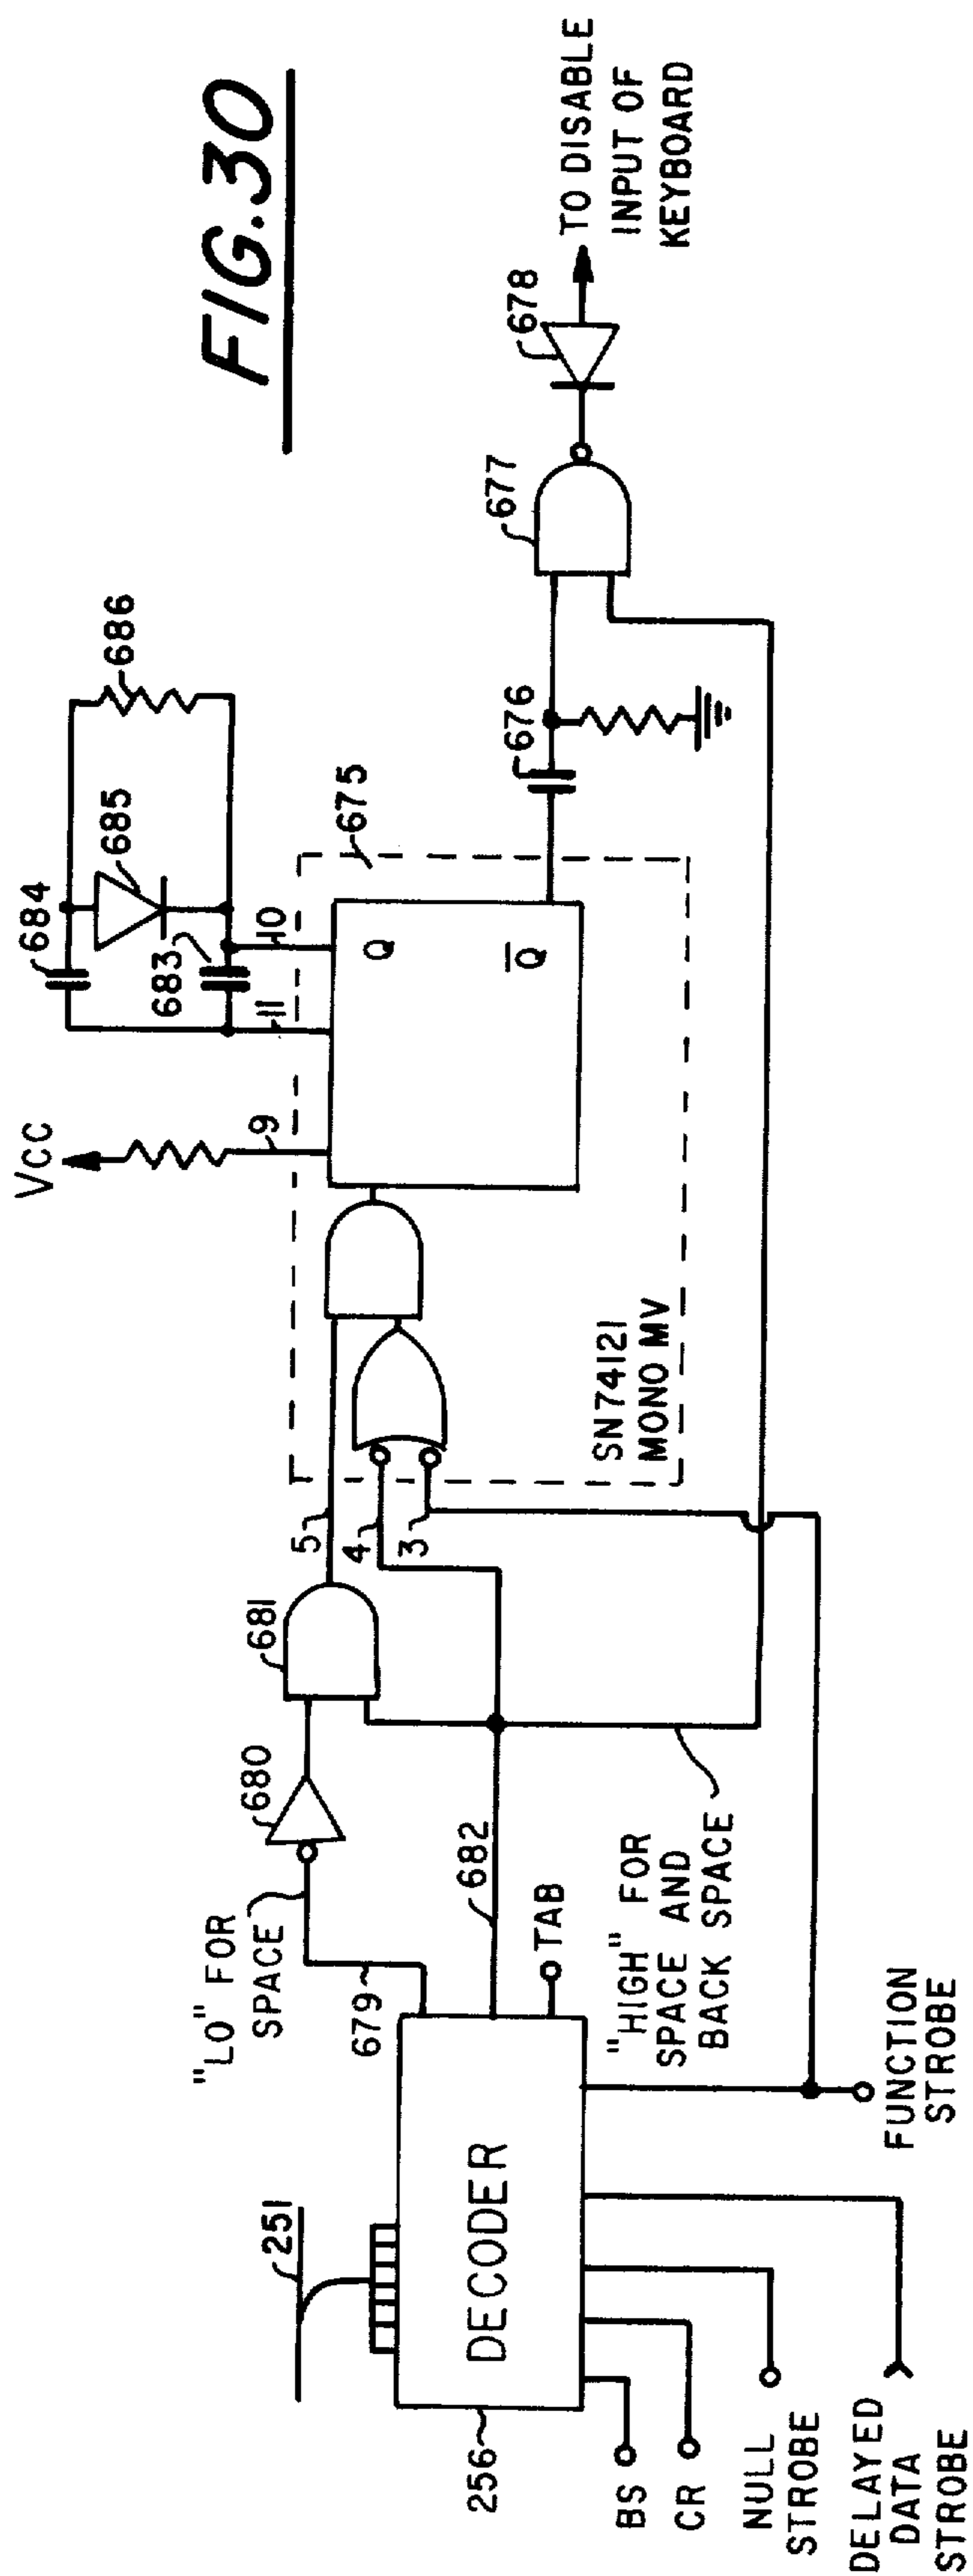 FIG.30
VCC
684
685
686
683
9
11
10
675
Q
Q
676
677
678
TO DISABLE
INPUT OF
KEYBOARD
SN74121
MONO MV
5
4
3
681
680
"LO" FOR
SPACE
679
682
TAB
"HIGH" FOR
SPACE AND
BACK SPACE
251
DECODER
256
BS
CR
NULL
STROBE
DELAYED
DATA
STROBE
FUNCTION
STROBE